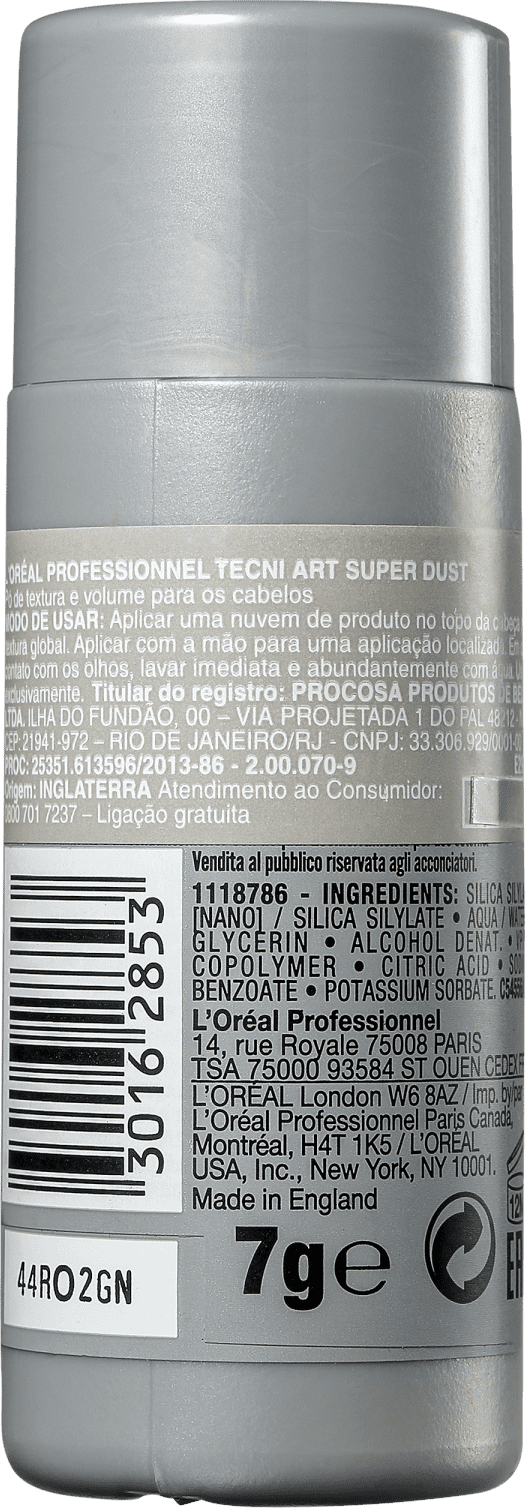 L'ORÉAL PROFESSIONNEL TECNI ART SUPER DUST
Pó de textura e volume para os cabelos
MODO DE USAR: Aplicar uma nuvem de produto no topo da cabeça
textura global. Aplicar com a mão para uma aplicação localizada. Em
contato com os olhos, lavar imediata e abundantemente com água.
exclusivamente. Titular do registro: PROCOSA PRODUTOS DE
LTDA. ILHA DO FUNDÃO, 00 – VIA PROJETADA 1 DO PAL 48212 -
CEP: 21941-972 – RIO DE JANEIRO/RJ - CNPJ: 33.306.929/0001-
PROC: 25351.613596/2013-86 - 2.00.070-9
Origem: INGLATERRA Atendimento ao Consumidor:
0800 701 7237 – Ligação gratuita
Vendita al pubblico riservata agli acconciatori.
1118786 - INGREDIENTS: SILICA
[NANO] / SILICA SILYLATE • AQUA /
GLYCERIN • ALCOHOL DENAT. •
COPOLYMER • CITRIC ACID •
BENZOATE • POTASSIUM SORBATE.
L'Oréal Professionnel
14, rue Royale 75008 PARIS
TSA 75000 93584 ST OUEN CEDEX
L'ORÉAL London W6 8AZ / Imp. by/par
L'Oréal Professionnel Paris Canada,
Montréal, H4T 1K5 / L'ORÉAL
USA, Inc., New York, NY 10001.
Made in England
3016 2853
7g e
12M
44RO2GN